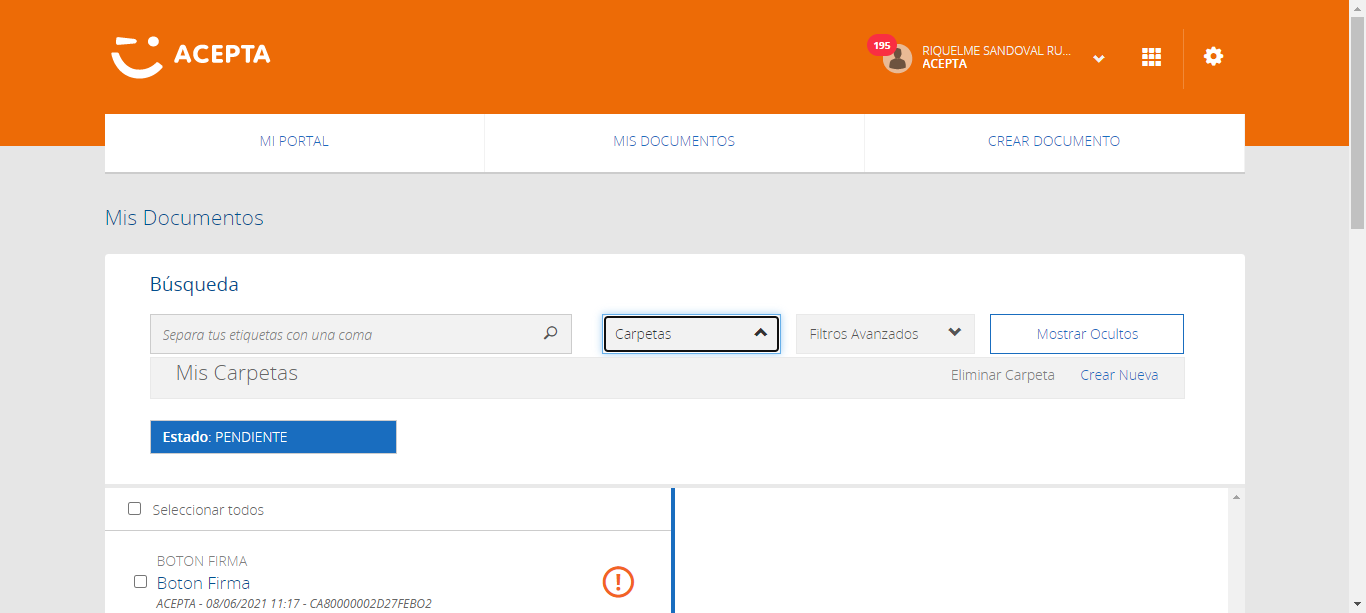 ACEPTA
195
RIQUELME SANDOVAL RU...
ACEPTA
MI PORTAL
MIS DOCUMENTOS
CREAR DOCUMENTO
Mis Documentos
Búsqueda
Separa tus etiquetas con una coma
Carpetas
Filtros Avanzados
Mostrar Ocultos
Mis Carpetas
Eliminar Carpeta
Crear Nueva
Estado: PENDIENTE
Seleccionar todos
BOTON FIRMA
Boton Firma
ACEPTA - 08/06/2021 11:17 - CA80000002D27FEBO2